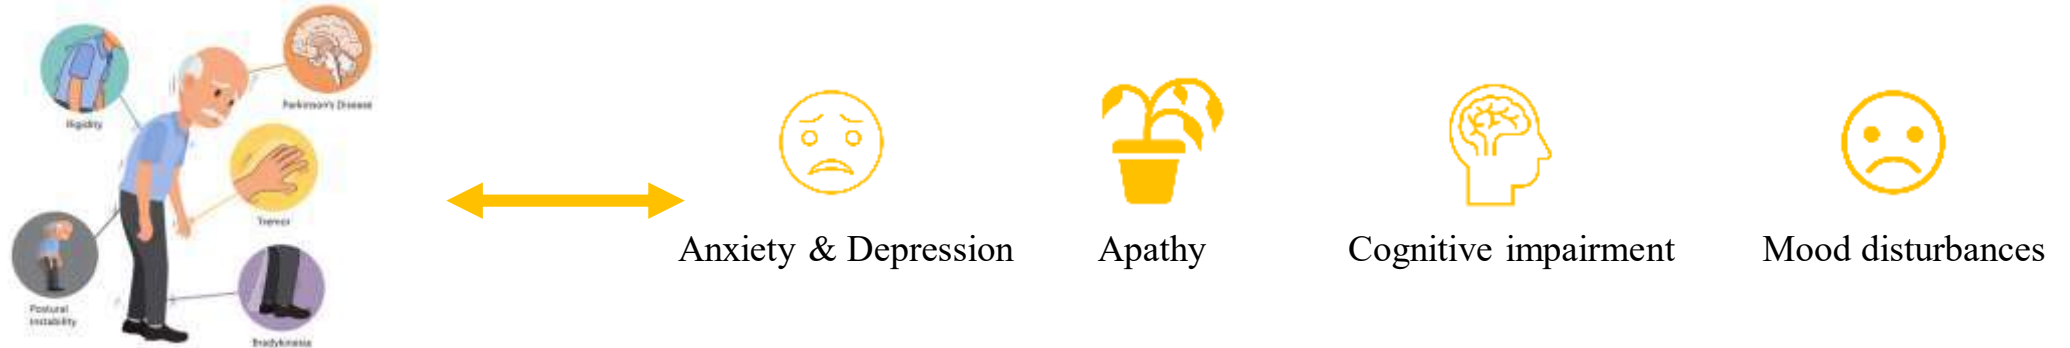 Parkinson's Disease
Rigidity
Tremor
Postural
Instability
Bradykinesia
Anxiety & Depression
Apathy
Cognitive impairment
Mood disturbances